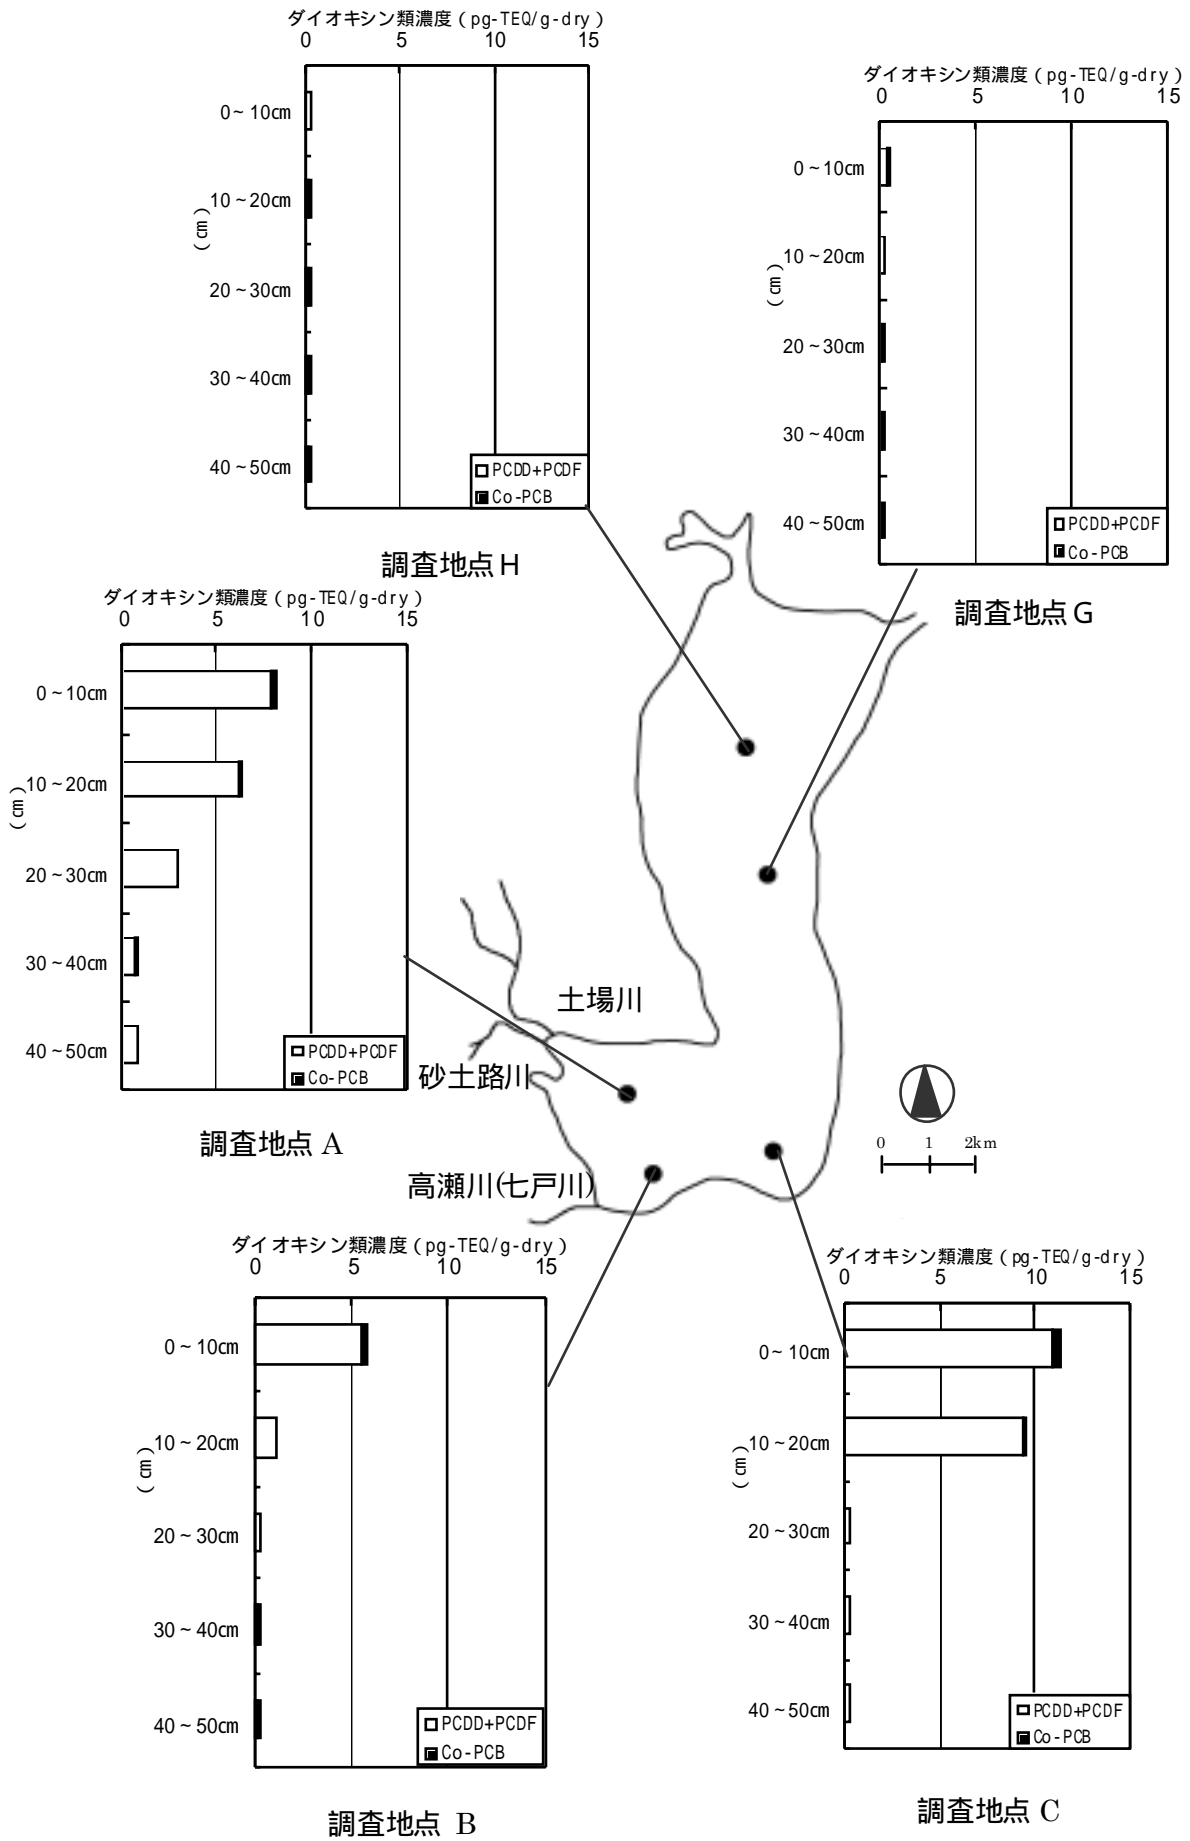 ダイオキシン類濃度(pg-TEQ/g-dry)
0 5 10 15
0~10cm
10~20cm
20~30cm
30~40cm
40~50cm
(cm)
PCDD+PCDF
Co-PCB
調査地点H
ダイオキシン類濃度(pg-TEQ/g-dry)
0 5 10 15
0~10cm
10~20cm
20~30cm
30~40cm
40~50cm
(cm)
PCDD+PCDF
Co-PCB
調査地点G
ダイオキシン類濃度(pg-TEQ/g-dry)
0 5 10 15
0~10cm
10~20cm
20~30cm
30~40cm
40~50cm
(cm)
PCDD+PCDF
Co-PCB
調査地点 A
土場川
砂土路川
高瀬川(七戸川)
0 1 2km
ダイオキシン類濃度(pg-TEQ/g-dry)
0 5 10 15
0~10cm
10~20cm
20~30cm
30~40cm
40~50cm
(cm)
PCDD+PCDF
Co-PCB
調査地点 B
ダイオキシン類濃度(pg-TEQ/g-dry)
0 5 10 15
0~10cm
10~20cm
20~30cm
30~40cm
40~50cm
(cm)
PCDD+PCDF
Co-PCB
調査地点 C